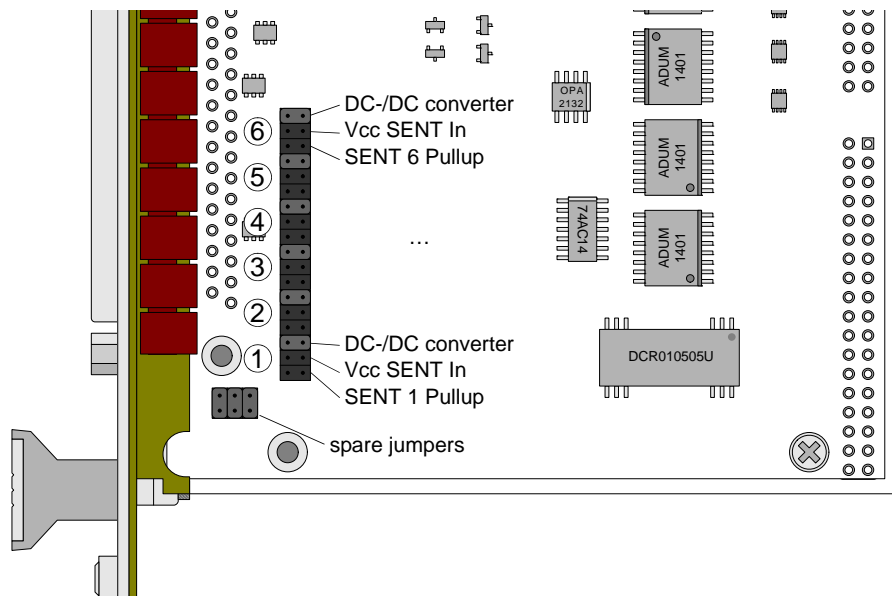 ADUM
1401
OPA
2132
DC-/DC converter
6
Vcc SENT In
SENT 6 Pullup
5
ADUM
1401
4
74AC14
...
ADUM
1401
3
2
DC-/DC converter
1
Vcc SENT In
DCR010505U
SENT 1 Pullup
spare jumpers